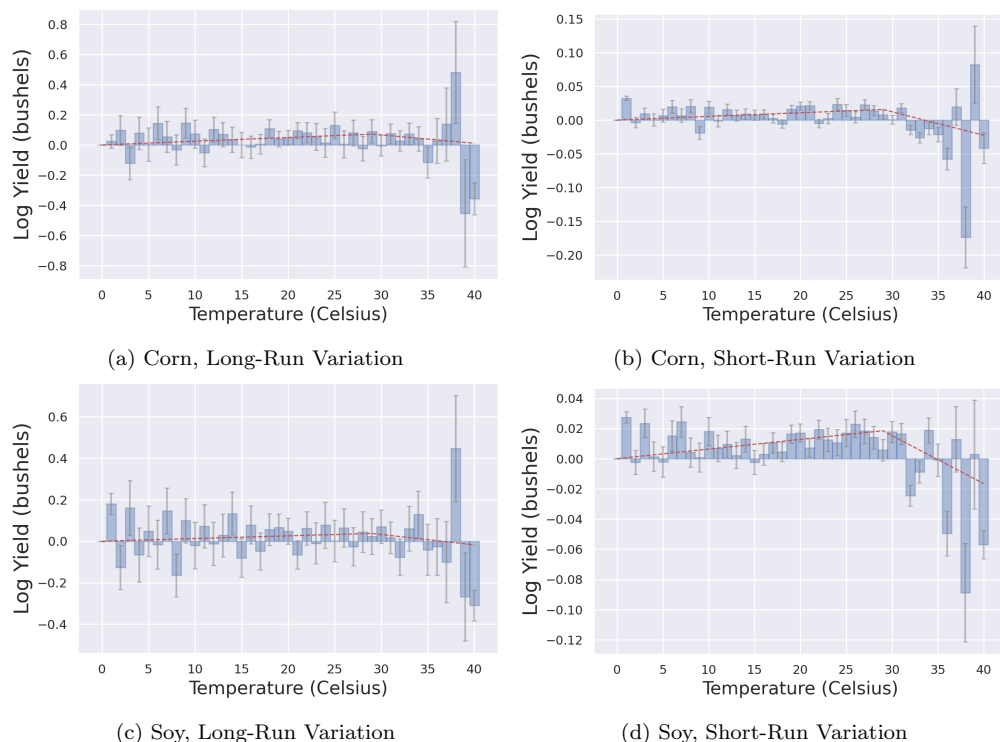 0.8
0.6
0.4
0.2
0.0
−0.2
−0.4
−0.6
−0.8
Log Yield (bushels)
0 5 10 15 20 25 30 35 40
Temperature (Celsius)
(a) Corn, Long-Run Variation
0.15
0.10
0.05
0.00
−0.05
−0.10
−0.15
−0.20
Log Yield (bushels)
0 5 10 15 20 25 30 35 40
Temperature (Celsius)
(b) Corn, Short-Run Variation
0.6
0.4
0.2
0.0
−0.2
−0.4
Log Yield (bushels)
0 5 10 15 20 25 30 35 40
Temperature (Celsius)
(c) Soy, Long-Run Variation
0.04
0.02
0.00
−0.02
−0.04
−0.06
−0.08
−0.10
−0.12
Log Yield (bushels)
0 5 10 15 20 25 30 35 40
Temperature (Celsius)
(d) Soy, Short-Run Variation